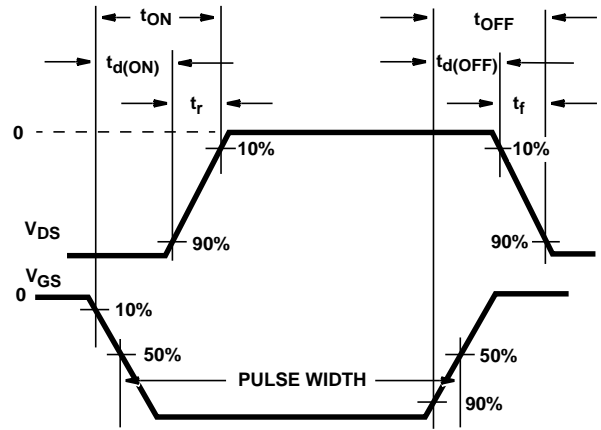 tON
tOFF
td(ON)
td(OFF)
tr
tf
0
10%
10%
VDS
90%
90%
VGS
0
10%
50%
50%
PULSE WIDTH
90%